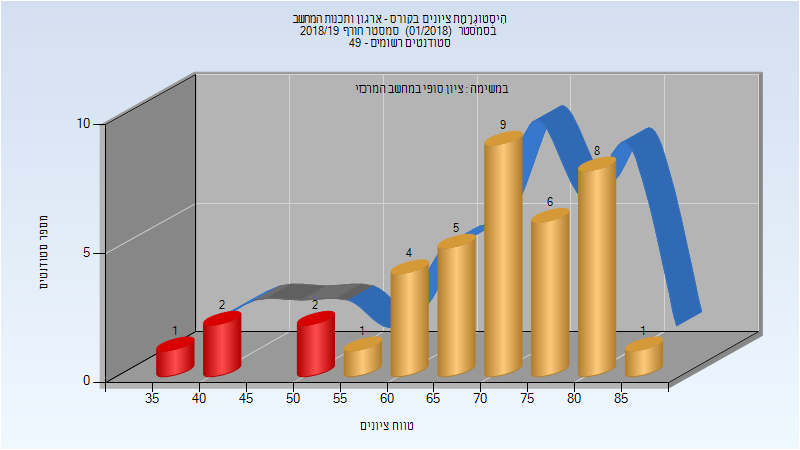 היסטוגרמת ציונים בקורס - ארגון ותכנות המחשב
בסמסטר (01/2018) סמסטר חורף 2018/19
סטודנטים רשומים - 49
במשימה : ציון סופי במחשב המרכזי
מספר סטודנטים
10
5
0
1
2
2
1
4
5
9
6
8
1
35 40 45 50 55 60 65 70 75 80 85
טווח ציונים